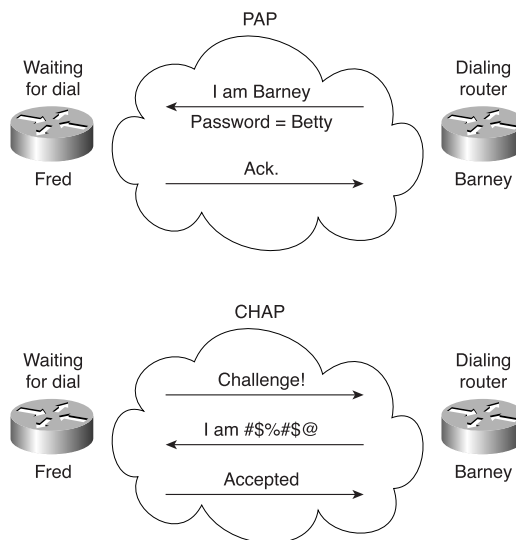 PAP
Waiting
for dial
Fred
I am Barney
Password = Betty
Ack.
Dialing
router
Barney
CHAP
Waiting
for dial
Fred
Challenge!
I am #$%#$@
Accepted
Dialing
router
Barney